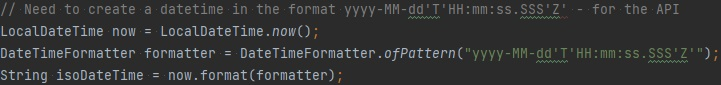 // Need to create a datetime in the format yyyy-MM-dd'T'HH:mm:ss.SSS'Z' - for the API
LocalDateTime now = LocalDateTime.now();
DateTimeFormatter formatter = DateTimeFormatter.ofPattern("yyyy-MM-dd'T'HH:mm:ss.SSS'Z'");
String isoDateTime = now.format(formatter);